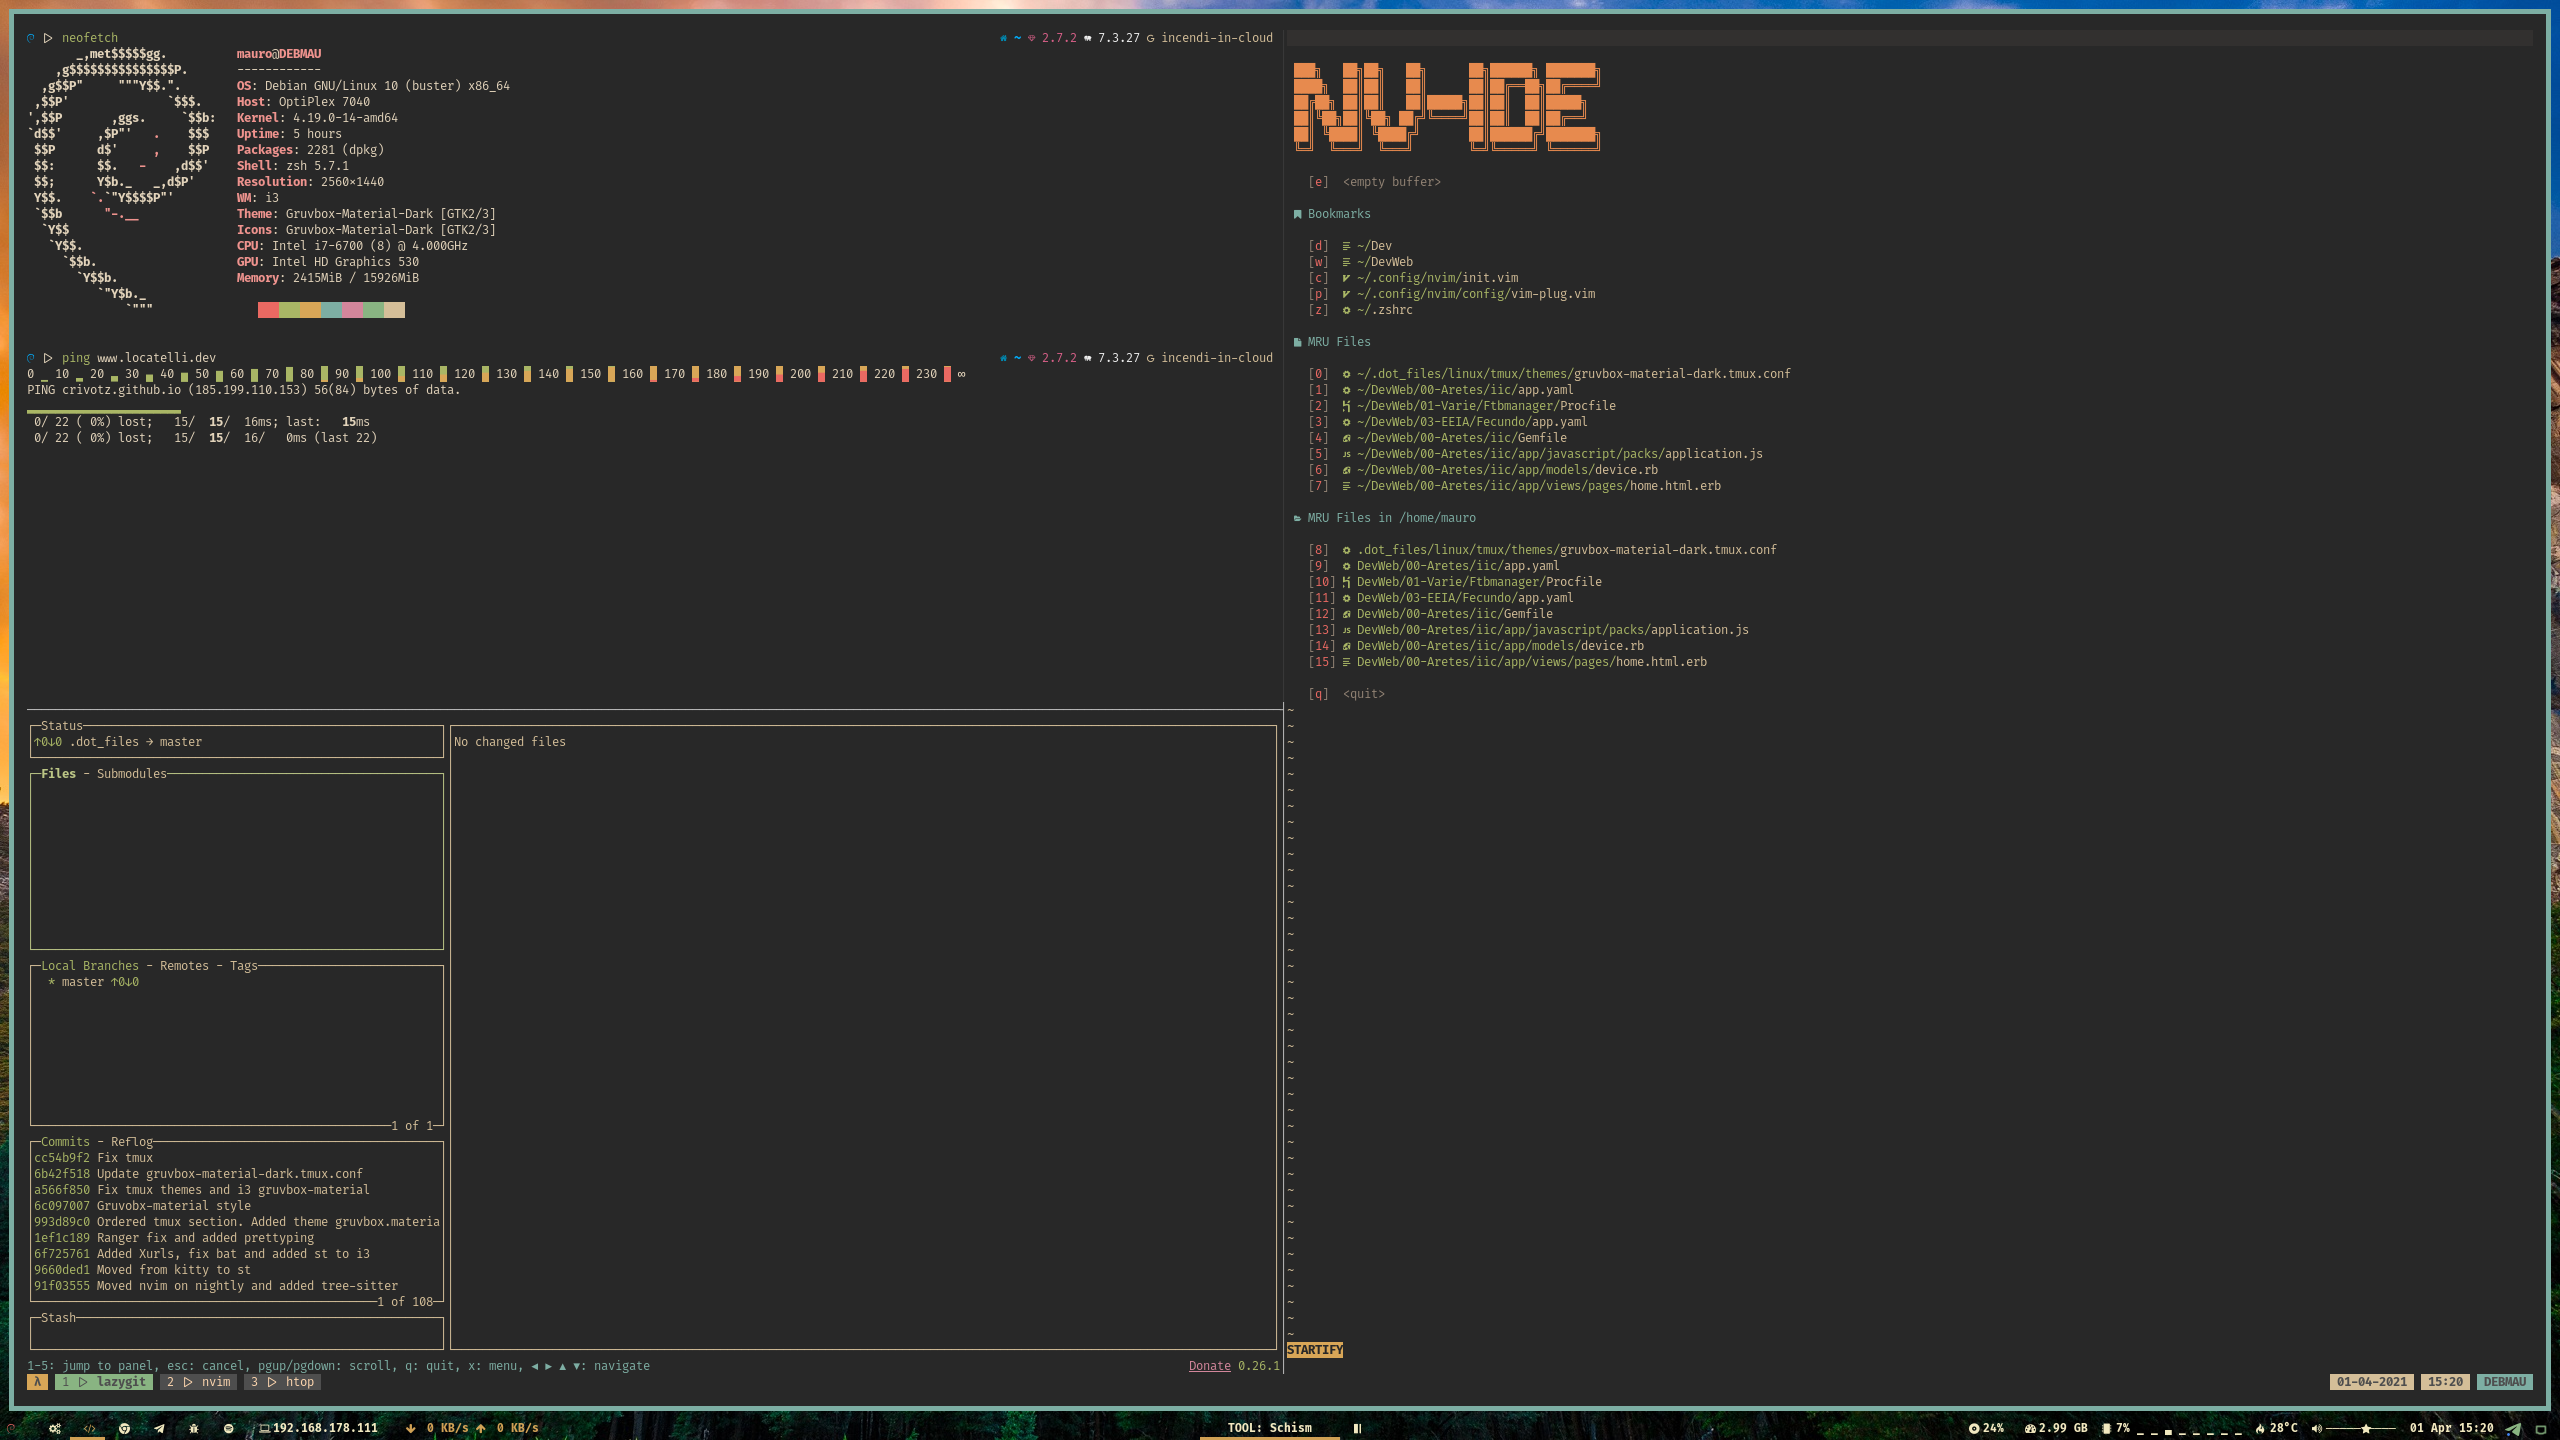 neofetch ~ 2.7.2 7.3.27 G incendi-in-cloud
_,met$$$$$gg. mauro@DEBMAU
,g$$$$$$$$$$$$$$$P. ------------
,g$$P" """Y$$.". OS: Debian GNU/Linux 10 (buster) x86_64
,$$P' `$$$. Host: OptiPlex 7040
',$$P ,ggs. `$$b: Kernel: 4.19.0-14-amd64
`d$$' ,$P"' . $$$ Uptime: 5 hours
$$P d$' , $$P Packages: 2281 (dpkg)
$$: $$. - ,d$$' Shell: zsh 5.7.1
$$; Y$b._ _,d$P' Resolution: 2560×1440
Y$$. `.`"Y$$$$P"' WM: i3
`$$b "-.__ Theme: Gruvbox-Material-Dark [GTK2/3]
`Y$$ Icons: Gruvbox-Material-Dark [GTK2/3]
`Y$$. CPU: Intel i7-6700 (8) @ 4.000GHz
`$$b. GPU: Intel HD Graphics 530
`Y$$b. Memory: 2415MiB / 15926MiB
`"Y$b._
`"""
ping www.locatelli.dev ~ 2.7.2 7.3.27 G incendi-in-cloud
0 10 20 30 40 50 60 70 80 90 100 110 120 130 140 150 160 170 180 190 200 210 220 230 ∞
PING crivotz.github.io (185.199.110.153) 56(84) bytes of data.
0/ 22 ( 0%) lost; 15/ 15/ 16ms; last: 15ms
0/ 22 ( 0%) lost; 15/ 15/ 16/ 0ms (last 22)
Status
↑0↓0 .dot_files → master
Files - Submodules
Local Branches - Remotes - Tags
* master ↑0↓0
1 of 1
Commits - Reflog
cc54b9f2 Fix tmux
6b42f518 Update gruvbox-material-dark.tmux.conf
a566f850 Fix tmux themes and i3 gruvbox-material
6c097007 Gruvobx-material style
993d89c0 Ordered tmux section. Added theme gruvbox.materia
1ef1c189 Ranger fix and added prettyping
6f725761 Added Xurls, fix bat and added st to i3
9660ded1 Moved from kitty to st
91f03555 Moved nvim on nightly and added tree-sitter
1 of 108
Stash
No changed files
1-5: jump to panel, esc: cancel, pgup/pgdown: scroll, q: quit, x: menu, ◄ ► ▲ ▼: navigate Donate 0.26.1
NV-IDE
[e] <empty buffer>
Bookmarks
[d] ~/Dev
[w] ~/DevWeb
[c] ~/.config/nvim/init.vim
[p] ~/.config/nvim/config/vim-plug.vim
[z] ~/.zshrc
MRU Files
[0] ~/.dot_files/linux/tmux/themes/gruvbox-material-dark.tmux.conf
[1] ~/DevWeb/00-Aretes/iic/app.yaml
[2] ~/DevWeb/01-Varie/Ftbmanager/Procfile
[3] ~/DevWeb/03-EEIA/Fecundo/app.yaml
[4] ~/DevWeb/00-Aretes/iic/Gemfile
[5] JS ~/DevWeb/00-Aretes/iic/app/javascript/packs/application.js
[6] ~/DevWeb/00-Aretes/iic/app/models/device.rb
[7] ~/DevWeb/00-Aretes/iic/app/views/pages/home.html.erb
MRU Files in /home/mauro
[8] .dot_files/linux/tmux/themes/gruvbox-material-dark.tmux.conf
[9] DevWeb/00-Aretes/iic/app.yaml
[10] DevWeb/01-Varie/Ftbmanager/Procfile
[11] DevWeb/03-EEIA/Fecundo/app.yaml
[12] DevWeb/00-Aretes/iic/Gemfile
[13] JS DevWeb/00-Aretes/iic/app/javascript/packs/application.js
[14] DevWeb/00-Aretes/iic/app/models/device.rb
[15] DevWeb/00-Aretes/iic/app/views/pages/home.html.erb
[q] <quit>
STARTIFY
λ 1 ▷ lazygit 2 ▷ nvim 3 ▷ htop 01-04-2021 15:20 DEBMAU
</> 192.168.178.111 ↓ 0 KB/s ↑ 0 KB/s TOOL: Schism 24% 2.99 GB 7% 28°C 01 Apr 15:20